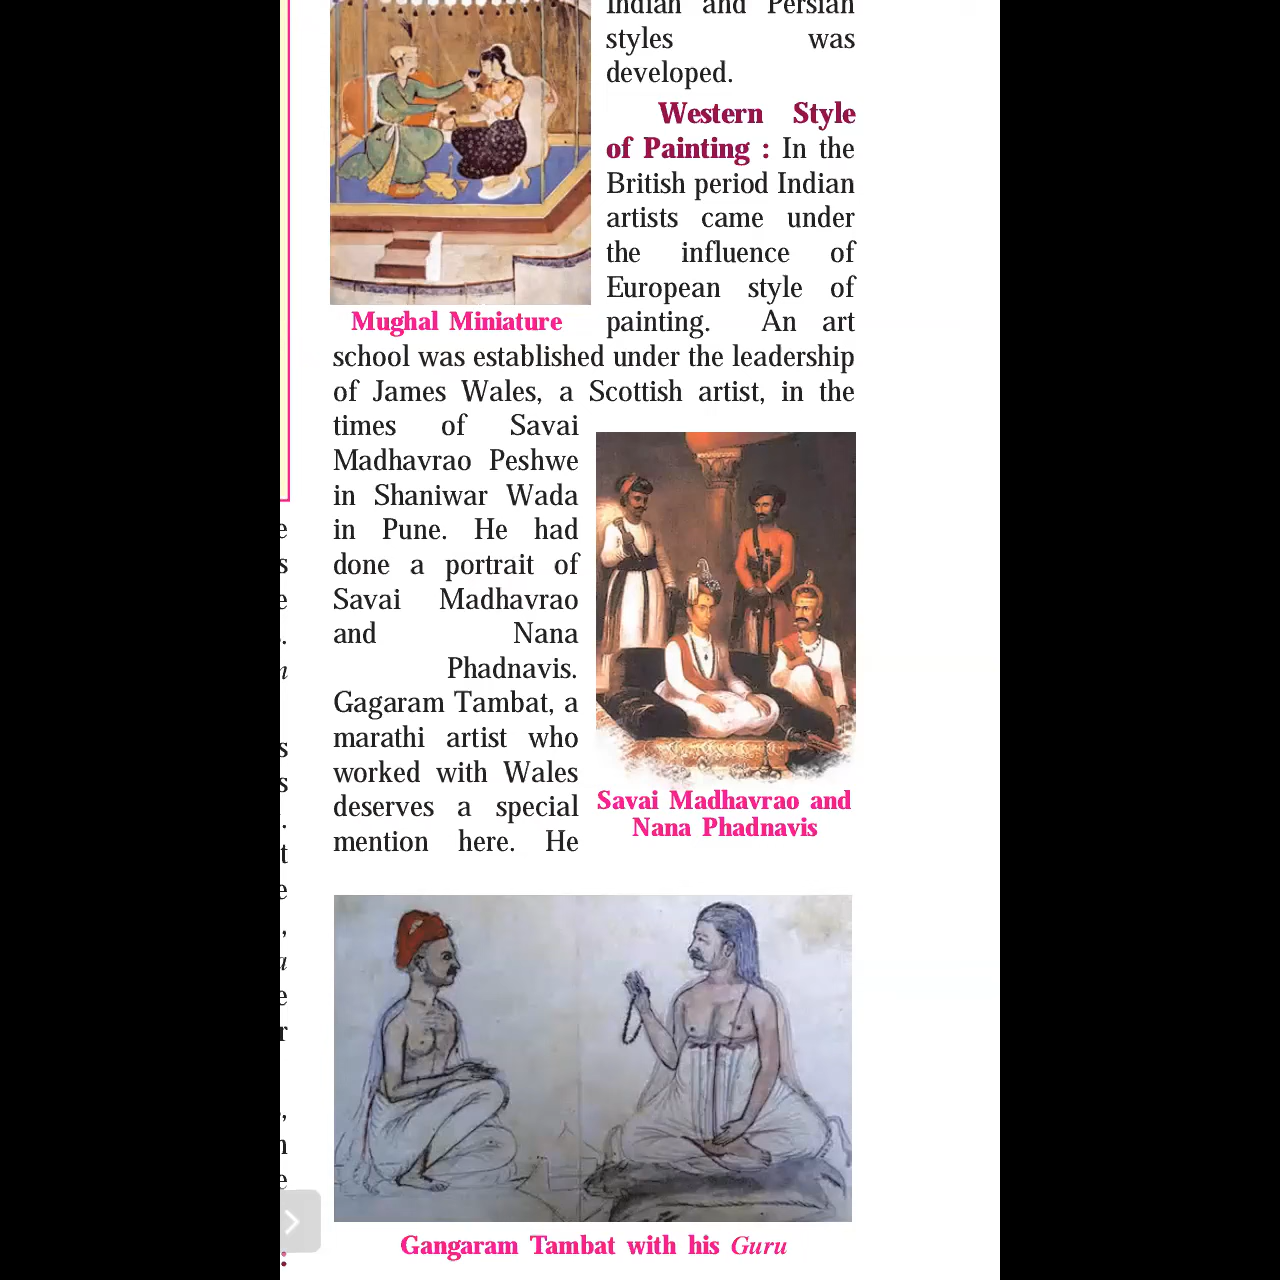 Indian and Persian
styles was
developed.
Western Style
of Painting : In the
British period Indian
artists came under
the influence of
European style of
painting. An art
Mughal Miniature
school was established under the leadership
of James Wales, a Scottish artist, in the
times of Savai
Madhavrao Peshwe
in Shaniwar Wada
in Pune. He had
done a portrait of
Savai Madhavrao
and Nana
Phadnavis.
Gagaram Tambat, a
marathi artist who
worked with Wales
deserves a special
mention here. He
Savai Madhavrao and
Nana Phadnavis
Gangaram Tambat with his Guru